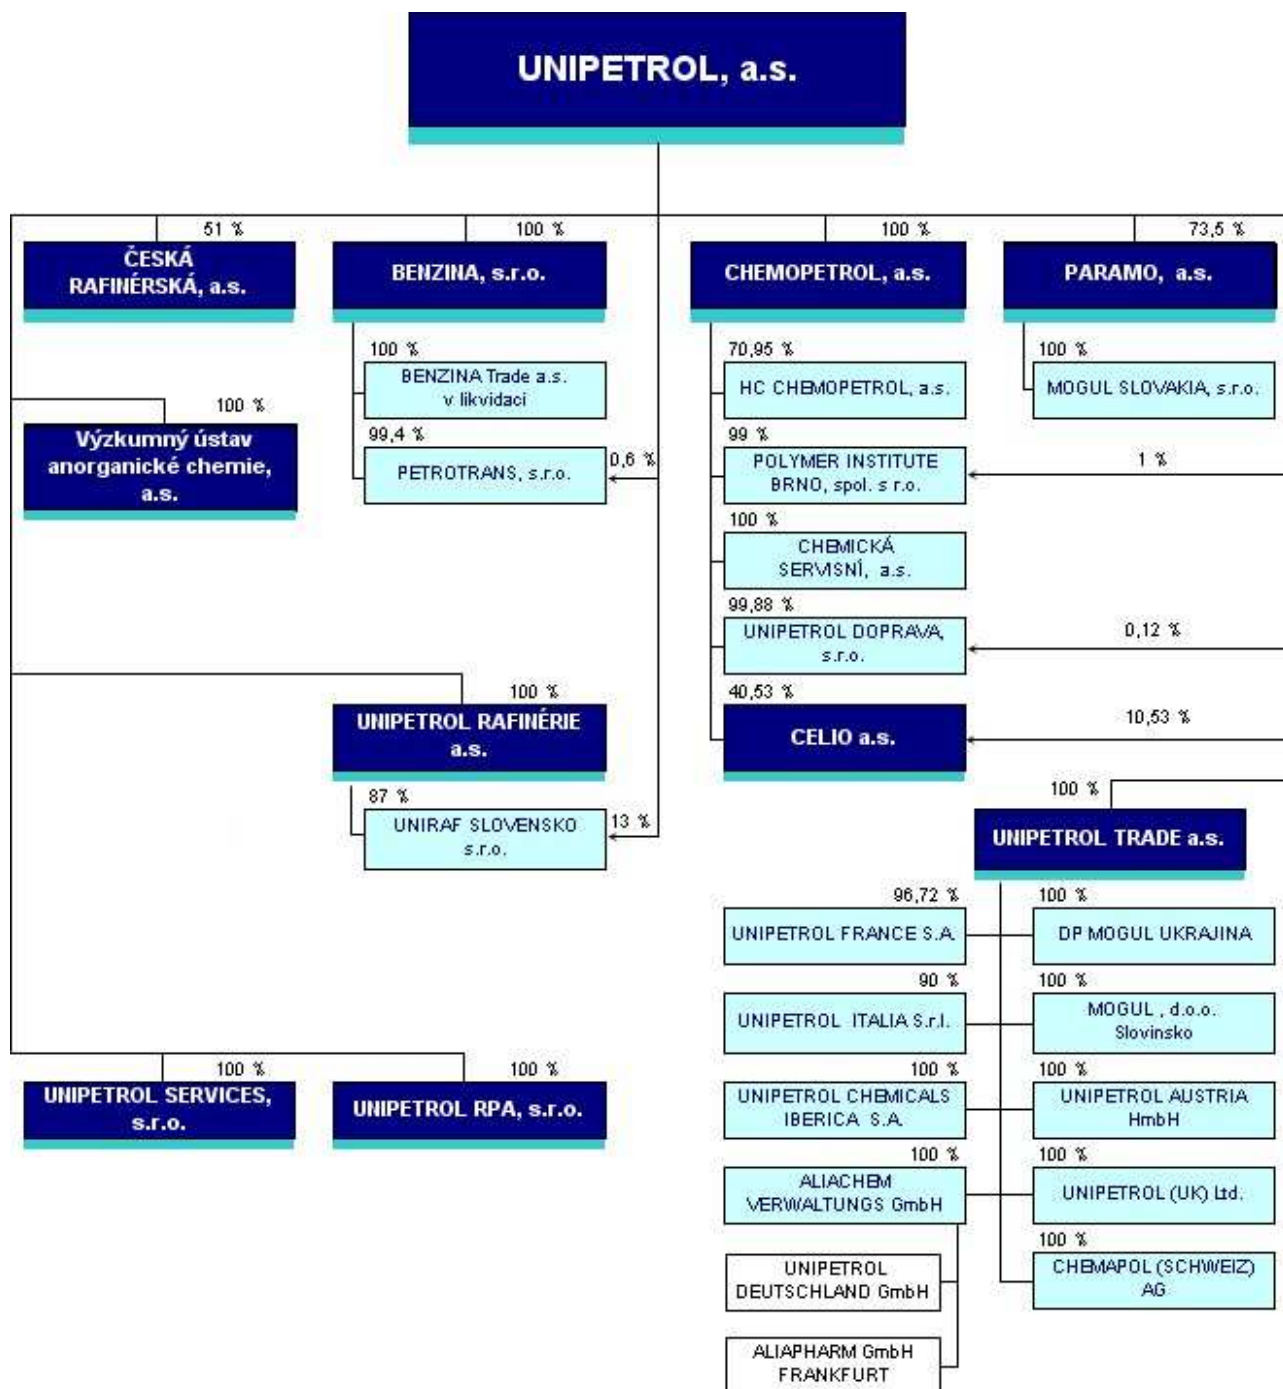 UNIPETROL, a.s.
51 %
100 %
100 %
73,5 %
ČESKÁ
RAFINÉRSKÁ, a.s.
BENZINA, s.r.o.
CHEMOPETROL, a.s.
PARAMO, a.s.
100 %
BENZINA Trade a.s.
v likvidaci
99,4 %
PETROTRANS, s.r.o.
0,6 %
70,95 %
HC CHEMOPETROL, a.s.
100 %
MOGUL SLOVAKIA, s.r.o.
100 %
Výzkumný ústav
anorganické chemie,
a.s.
99 %
POLYMER INSTITUTE
BRNO, spol. s r.o.
1 %
100 %
CHEMICKÁ
SERVISNÍ, a.s.
99,88 %
UNIPETROL DOPRAVA,
s.r.o.
0,12 %
100 %
UNIPETROL RAFINÉRIE
a.s.
40,53 %
CELIO a.s.
10,53 %
87 %
UNIRAF SLOVENSKO
s.r.o.
13 %
100 %
UNIPETROL TRADE a.s.
96,72 %
UNIPETROL FRANCE S.A.
100 %
DP MOGUL UKRAJINA
90 %
UNIPETROL ITALIA S.r.l.
100 %
MOGUL , d.o.o.
Slovinsko
100 %
UNIPETROL SERVICES,
s.r.o.
100 %
UNIPETROL RPA, s.r.o.
100 %
UNIPETROL CHEMICALS
IBERICA S.A.
100 %
UNIPETROL AUSTRIA
HmbH
100 %
ALIACHEM
VERWALTUNGS GmbH
100 %
UNIPETROL (UK) Ltd.
UNIPETROL
DEUTSCHLAND GmbH
100 %
CHEMAPOL (SCHWEIZ)
AG
ALIAPHARM GmbH
FRANKFURT